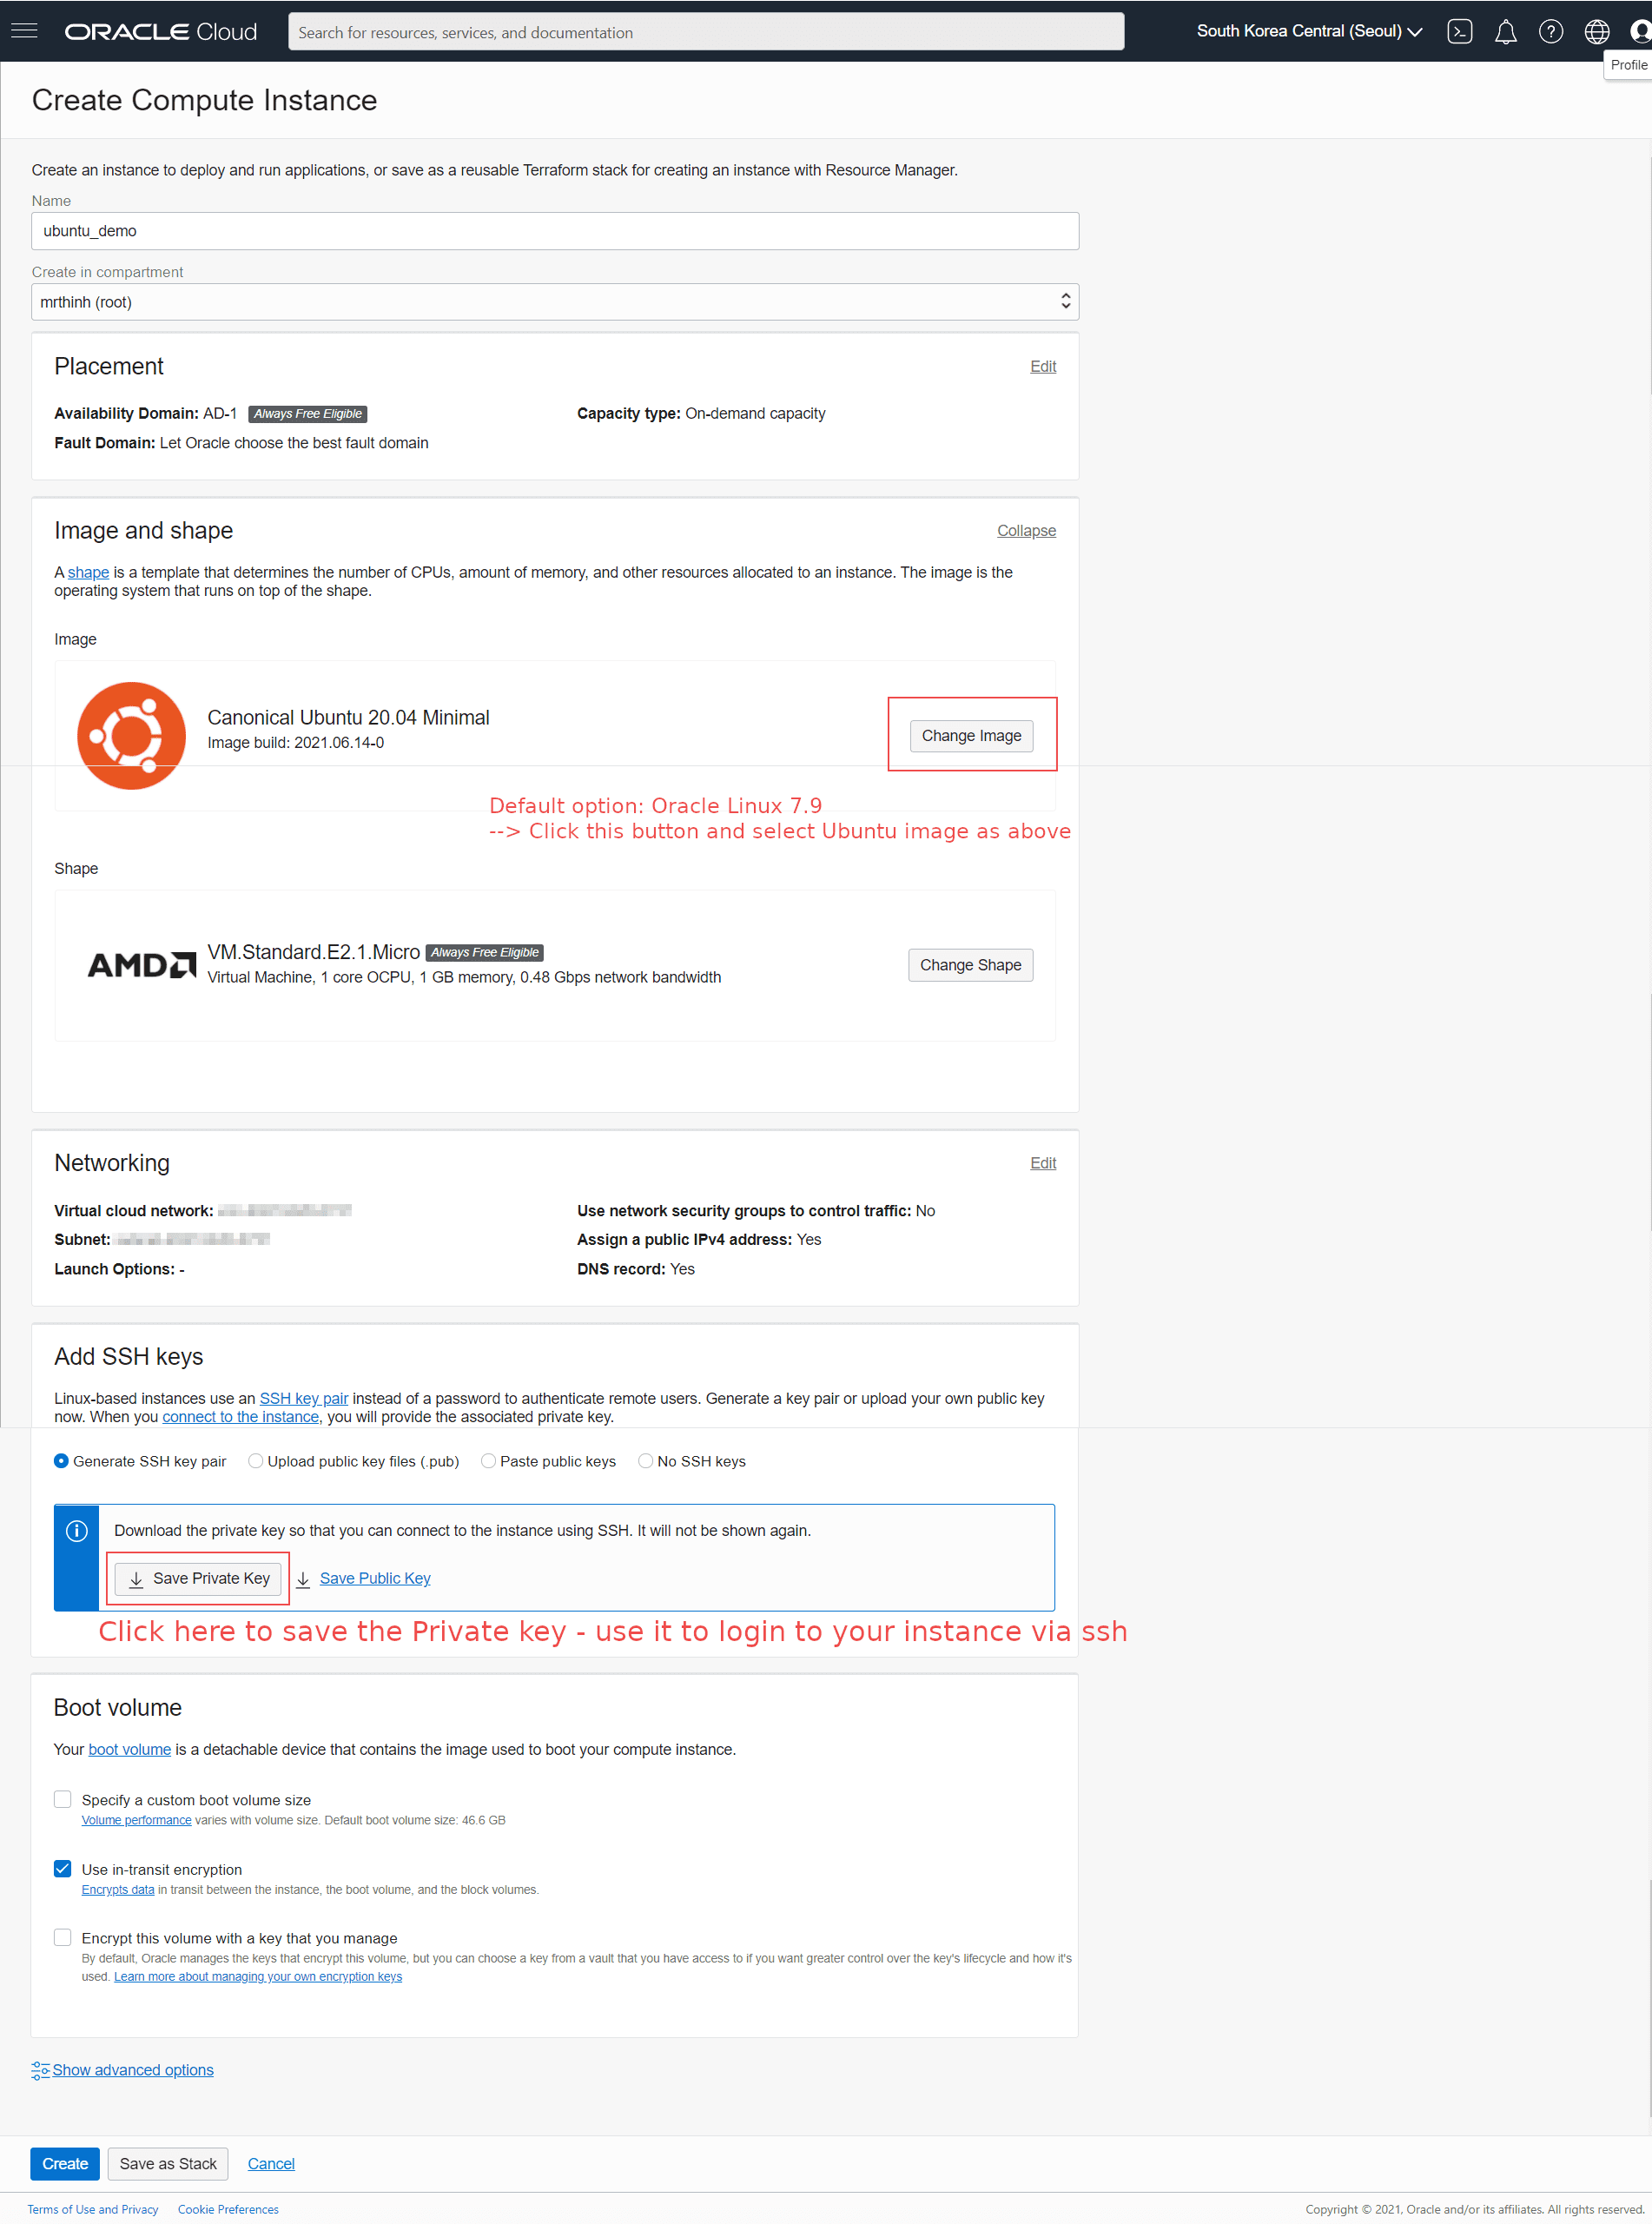 ORACLE Cloud
Search for resources, services, and documentation
South Korea Central (Seoul)
Profile
Create Compute Instance
Create an instance to deploy and run applications, or save as a reusable Terraform stack for creating an instance with Resource Manager.
Name
ubuntu_demo
Create in compartment
mrthinh (root)
Placement
Edit
Availability Domain: AD-1 Always Free Eligible
Capacity type: On-demand capacity
Fault Domain: Let Oracle choose the best fault domain
Image and shape
Collapse
A shape is a template that determines the number of CPUs, amount of memory, and other resources allocated to an instance. The image is the
operating system that runs on top of the shape.
Image
Canonical Ubuntu 20.04 Minimal
Image build: 2021.06.14-0
Change Image
Default option: Oracle Linux 7.9
--> Click this button and select Ubuntu image as above
Shape
AMD
VM.Standard.E2.1.Micro Always Free Eligible
Virtual Machine, 1 core OCPU, 1 GB memory, 0.48 Gbps network bandwidth
Change Shape
Networking
Edit
Virtual cloud network:
Use network security groups to control traffic: No
Subnet:
Assign a public IPv4 address: Yes
Launch Options: -
DNS record: Yes
Add SSH keys
Linux-based instances use an SSH key pair instead of a password to authenticate remote users. Generate a key pair or upload your own public key
now. When you connect to the instance, you will provide the associated private key.
Generate SSH key pair
Upload public key files (.pub)
Paste public keys
No SSH keys
Download the private key so that you can connect to the instance using SSH. It will not be shown again.
Save Private Key
Save Public Key
Click here to save the Private key - use it to login to your instance via ssh
Boot volume
Your boot volume is a detachable device that contains the image used to boot your compute instance.
Specify a custom boot volume size
Volume performance varies with volume size. Default boot volume size: 46.6 GB
Use in-transit encryption
Encrypts data in transit between the instance, the boot volume, and the block volumes.
Encrypt this volume with a key that you manage
By default, Oracle manages the keys that encrypt this volume, but you can choose a key from a vault that you have access to if you want greater control over the key's lifecycle and how it's
used. Learn more about managing your own encryption keys
Show advanced options
Create
Save as Stack
Cancel
Terms of Use and Privacy
Cookie Preferences
Copyright © 2021, Oracle and/or its affiliates. All rights reserved.